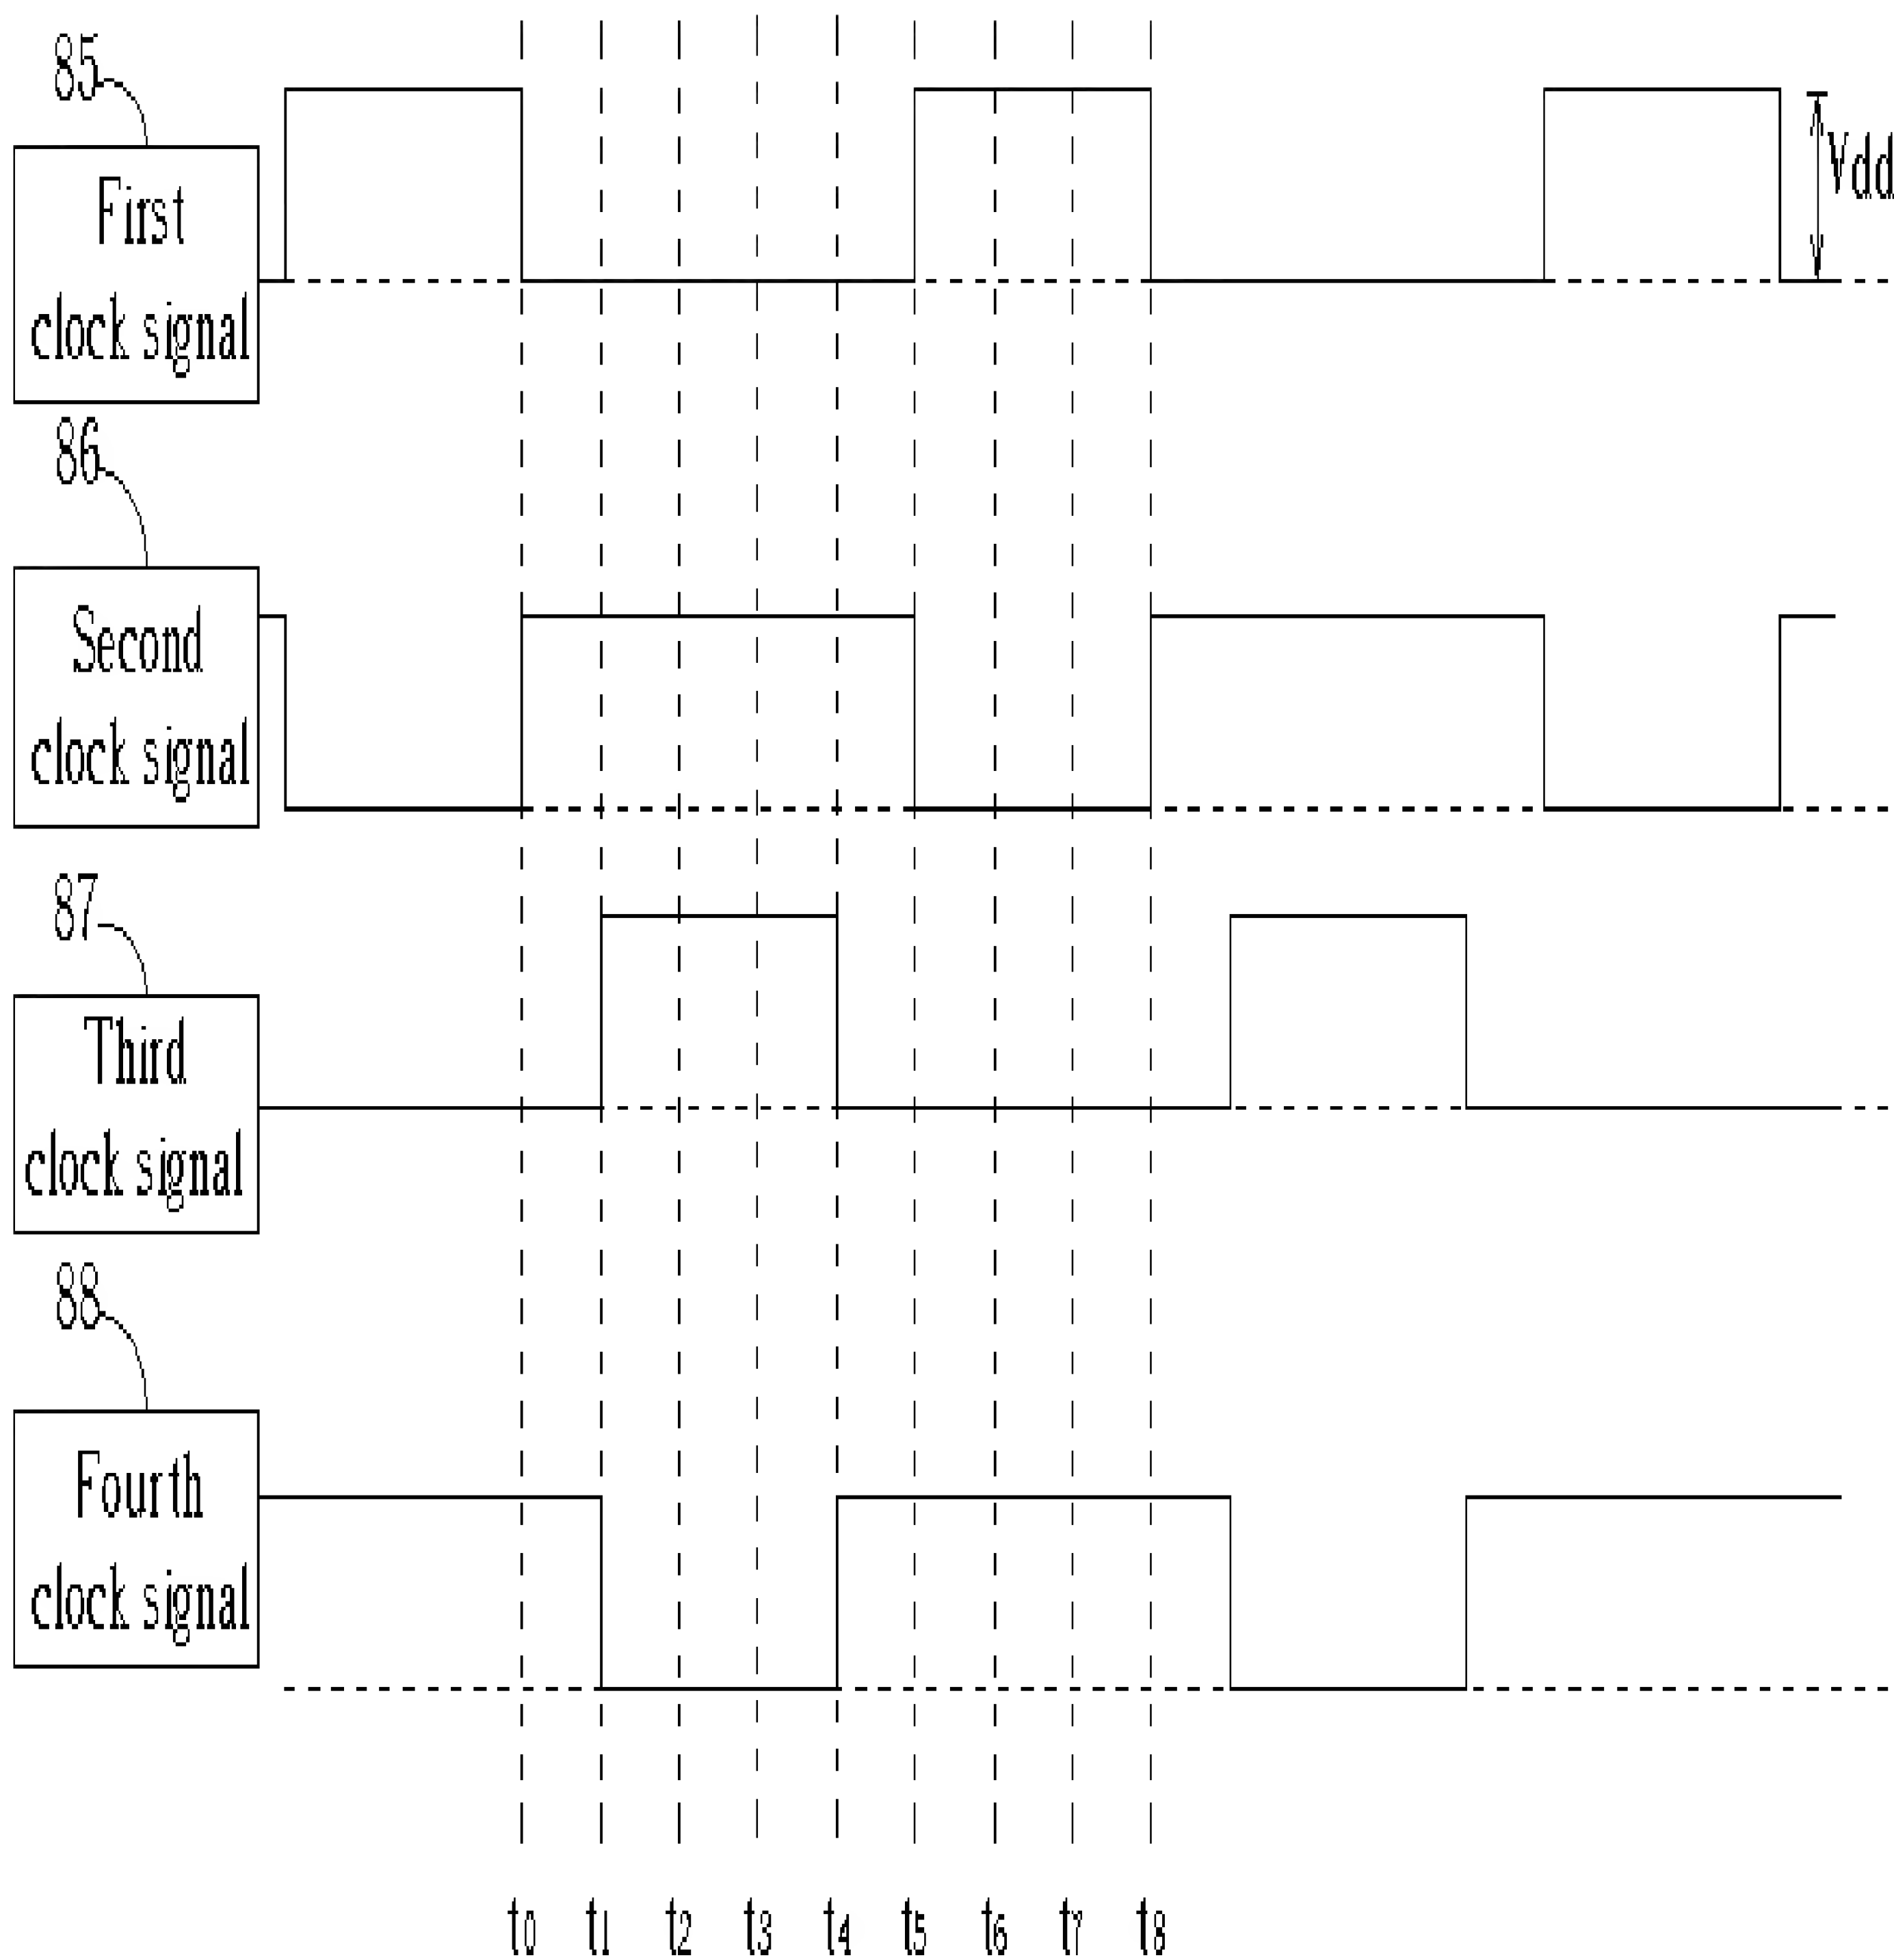 85
First
clock signal
Vdd
86
Second
clock signal
87
Third
clock signal
88
Fourth
clock signal
t0 t1 t2 t3 t4 t5 t6 t7 t8